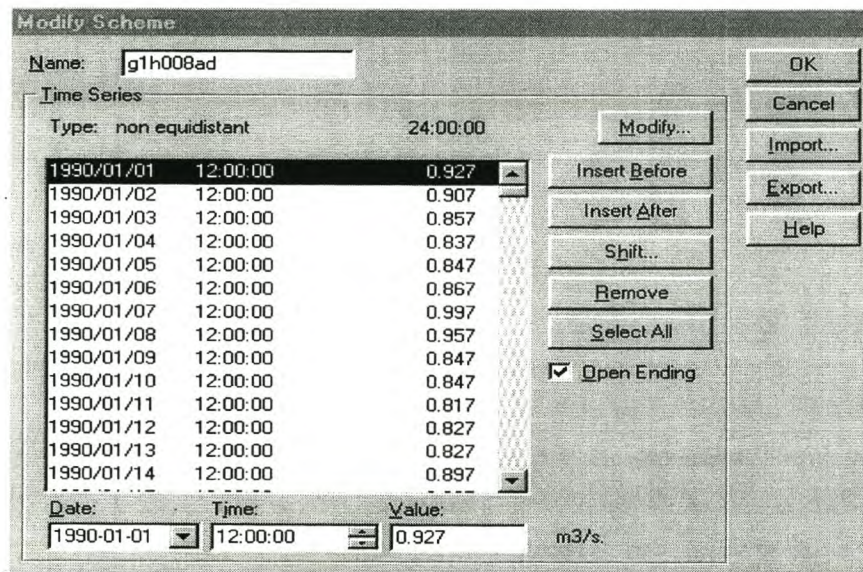 Modify Scheme
Name: g1h008ad
OK
Time Series
Cancel
Type: non equidistant 24:00:00 Modify...
Import...
1990/01/01 12:00:00 0.927 Insert Before
1990/01/02 12:00:00 0.907 Export...
1990/01/03 12:00:00 0.857 Insert After
1990/01/04 12:00:00 0.837 Help
1990/01/05 12:00:00 0.847 Shift...
1990/01/06 12:00:00 0.867
1990/01/07 12:00:00 0.997 Remove
1990/01/08 12:00:00 0.957 Select All
1990/01/09 12:00:00 0.847
1990/01/10 12:00:00 0.847 Open Ending
1990/01/11 12:00:00 0.817
1990/01/12 12:00:00 0.827
1990/01/13 12:00:00 0.827
1990/01/14 12:00:00 0.897
Date: Time: Value:
1990-01-01 12:00:00 0.927 m3/s.